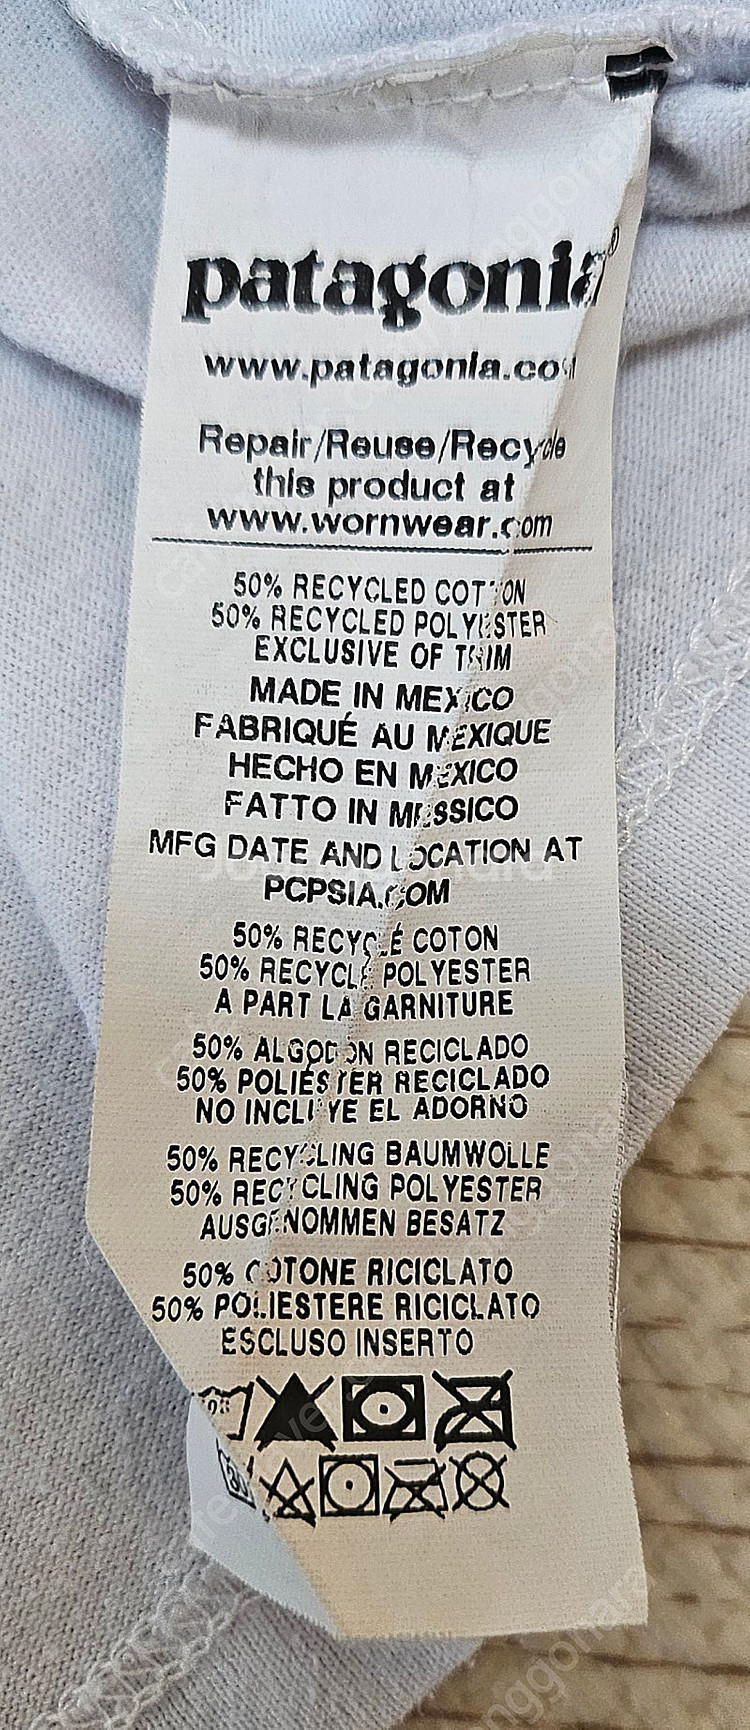 patagonia®
www.patagonia.com
Repair/Reuse/Recycle
this product at
www.wornwear.com
50% RECYCLED COTTON
50% RECYCLED POLYESTER
EXCLUSIVE OF TRIM
MADE IN MEXICO
FABRIQUÉ AU MEXIQUE
HECHO EN MEXICO
FATTO IN MESSICO
MFG DATE AND LOCATION AT
PCPSIA.COM
50% RECYCLÉ COTON
50% RECYCLÉ POLYESTER
A PART LA GARNITURE
50% ALGODON RECICLADO
50% POLIESTER RECICLADO
NO INCLUYE EL ADORNO
50% RECYCLING BAUMWOLLE
50% RECYCLING POLYESTER
AUSGENOMMEN BESATZ
50% COTONE RICICLATO
50% POLIESTERE RICICLATO
ESCLUSO INSERTO
30